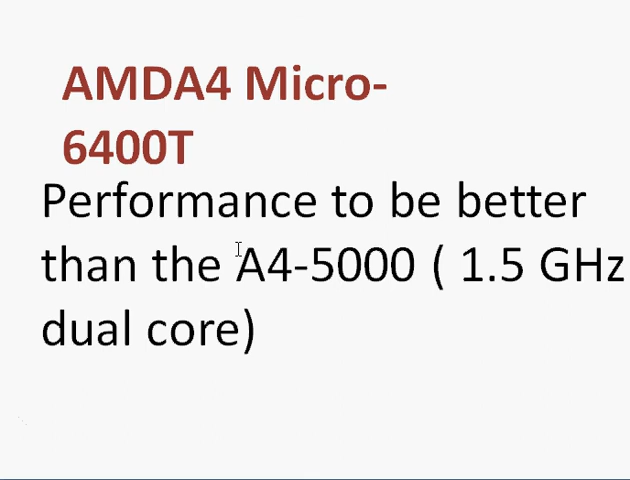 AMDA4 Micro-
6400T
Performance to be better
than the A4-5000 ( 1.5 GHz
dual core)